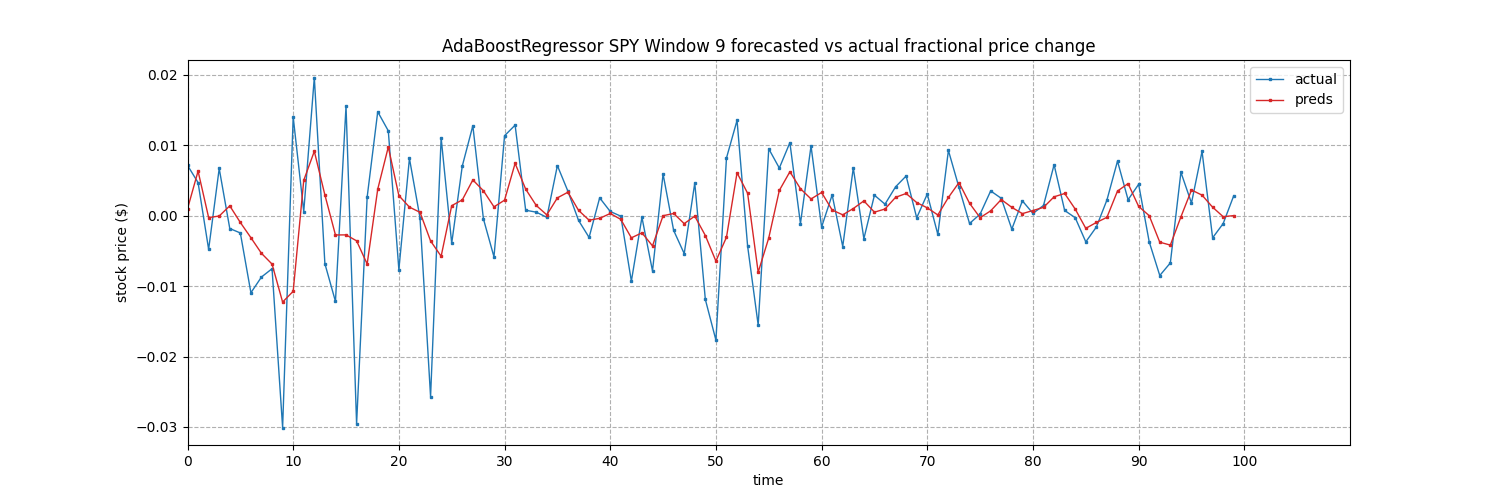 AdaBoostRegressor SPY Window 9 forecasted vs actual fractional price change
actual
preds
stock price ($)
0.02
0.01
0.00
−0.01
−0.02
−0.03
0 10 20 30 40 50 60 70 80 90 100
time